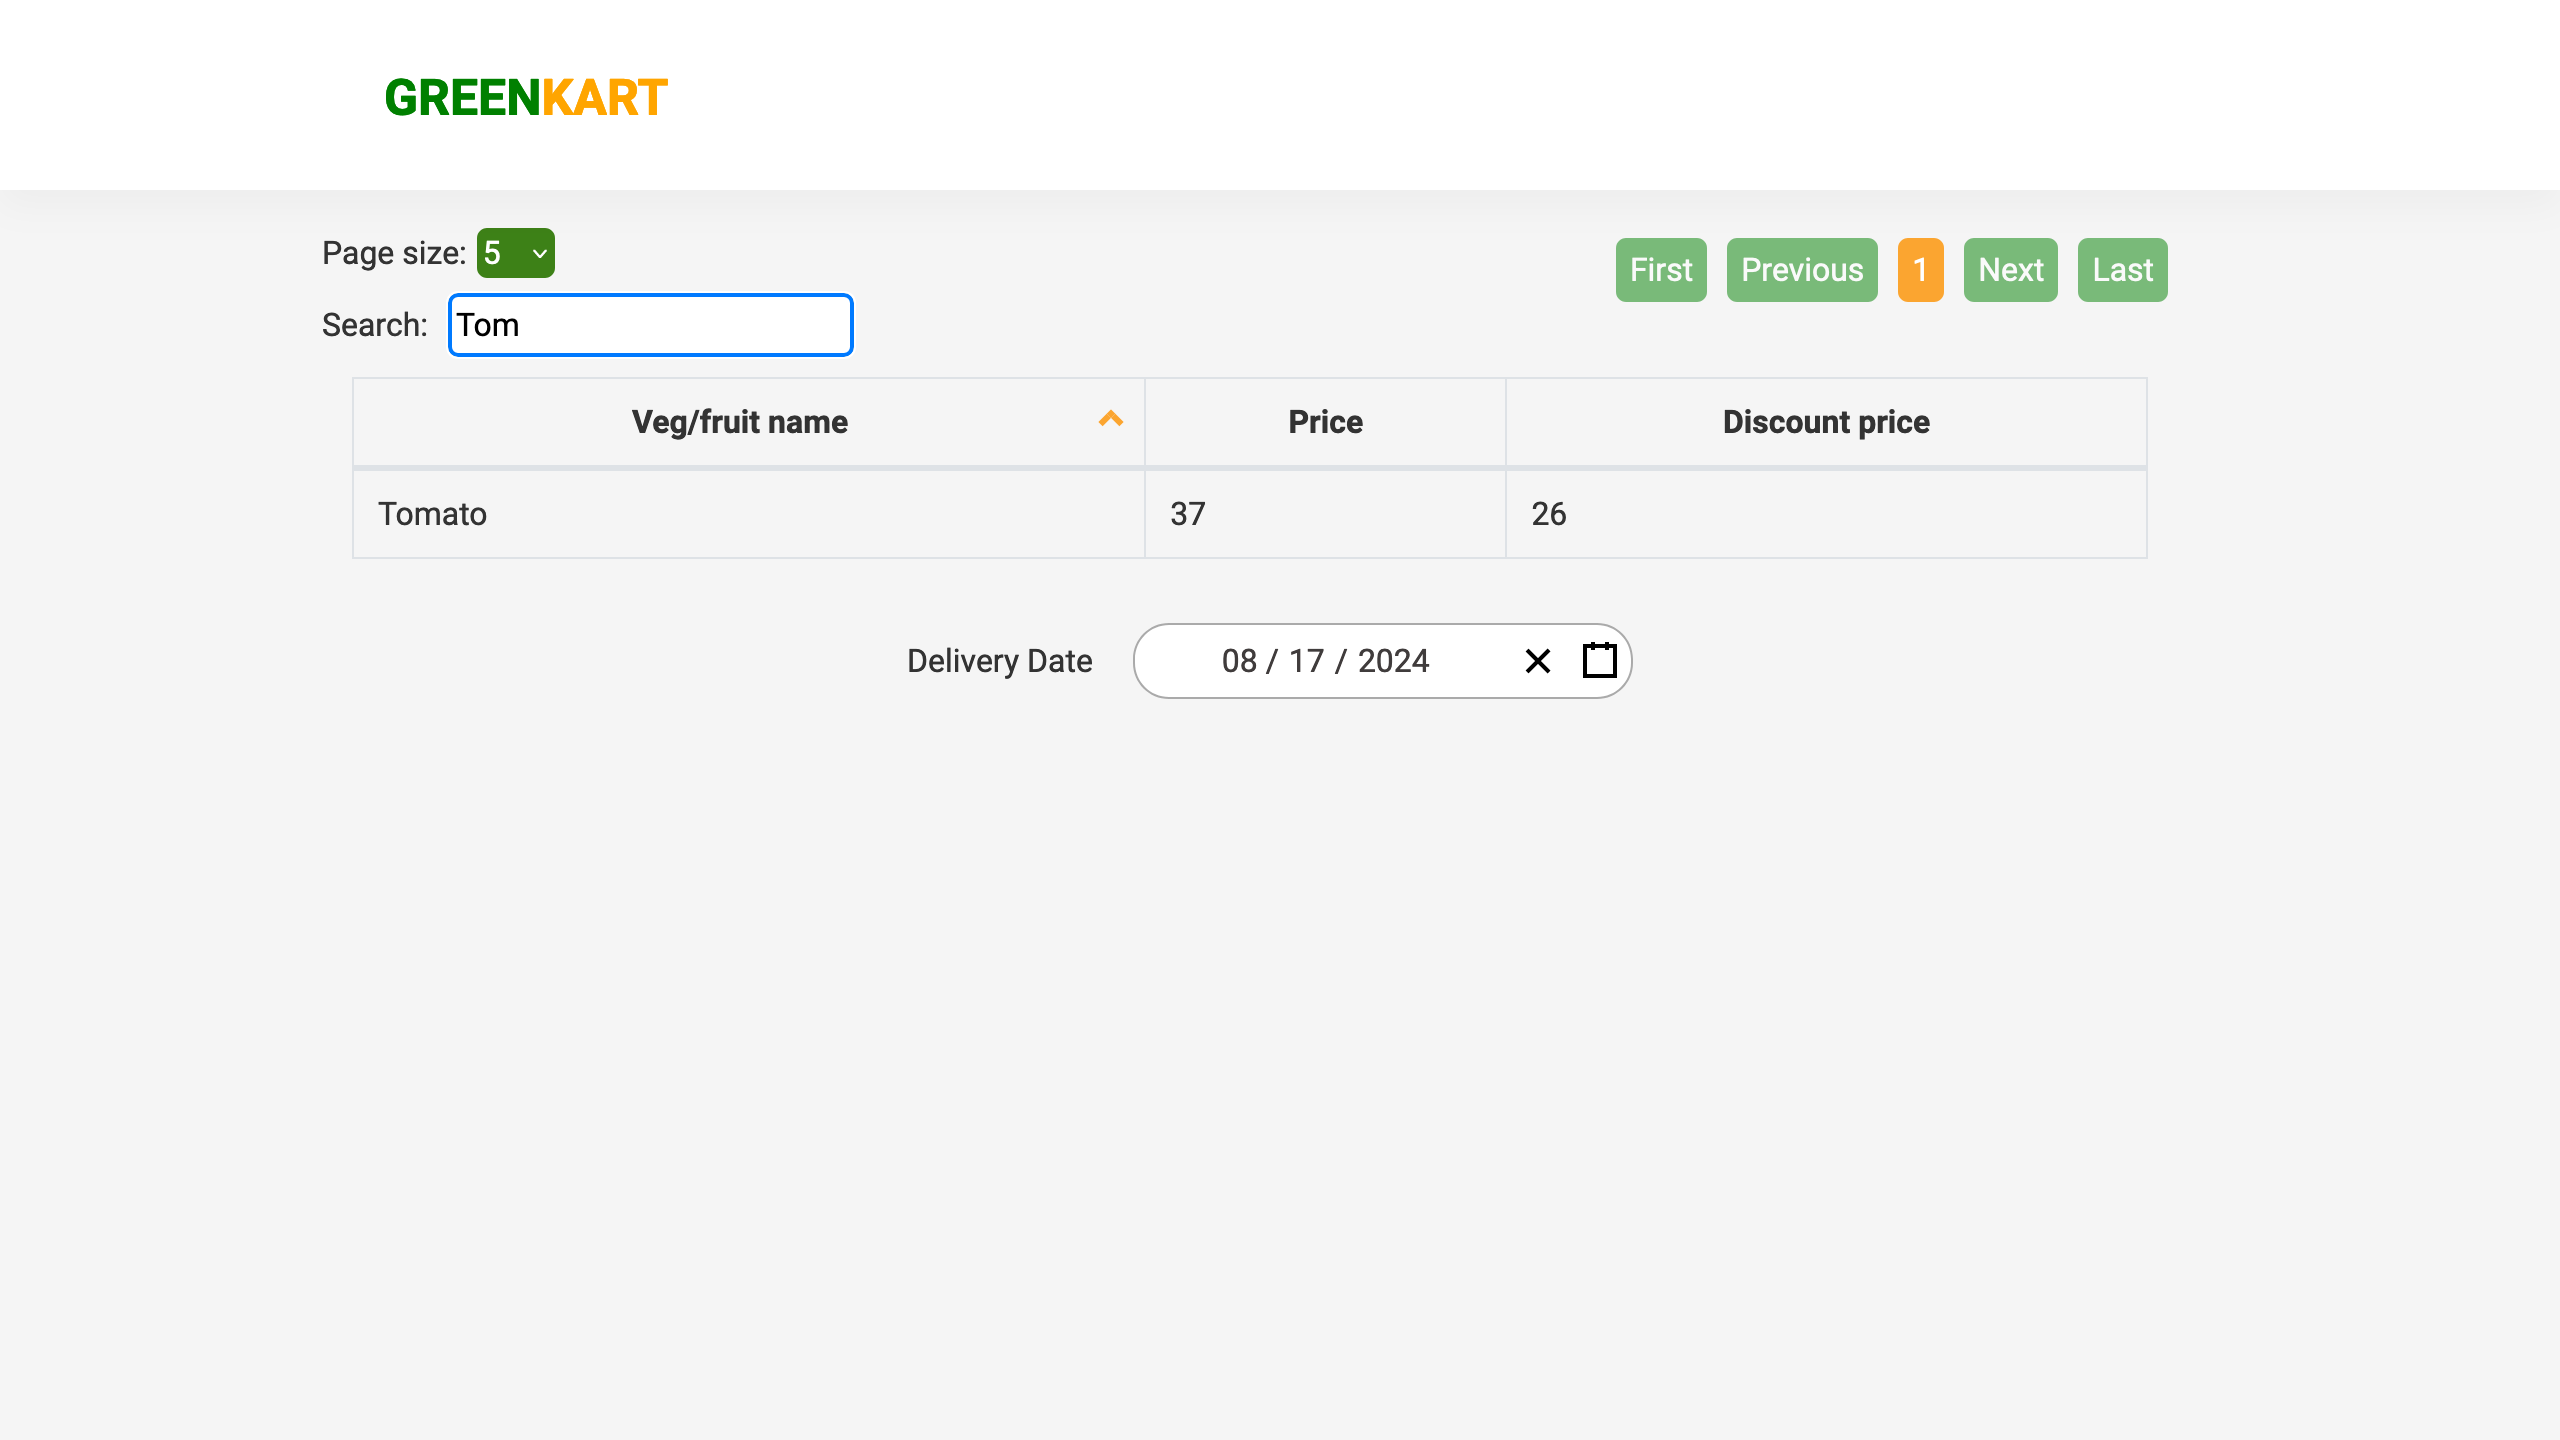 GREENKART
Page size: 5
First Previous 1 Next Last
Search: Tom
Veg/fruit name Price Discount price
Tomato 37 26
Delivery Date 08 / 17 / 2024